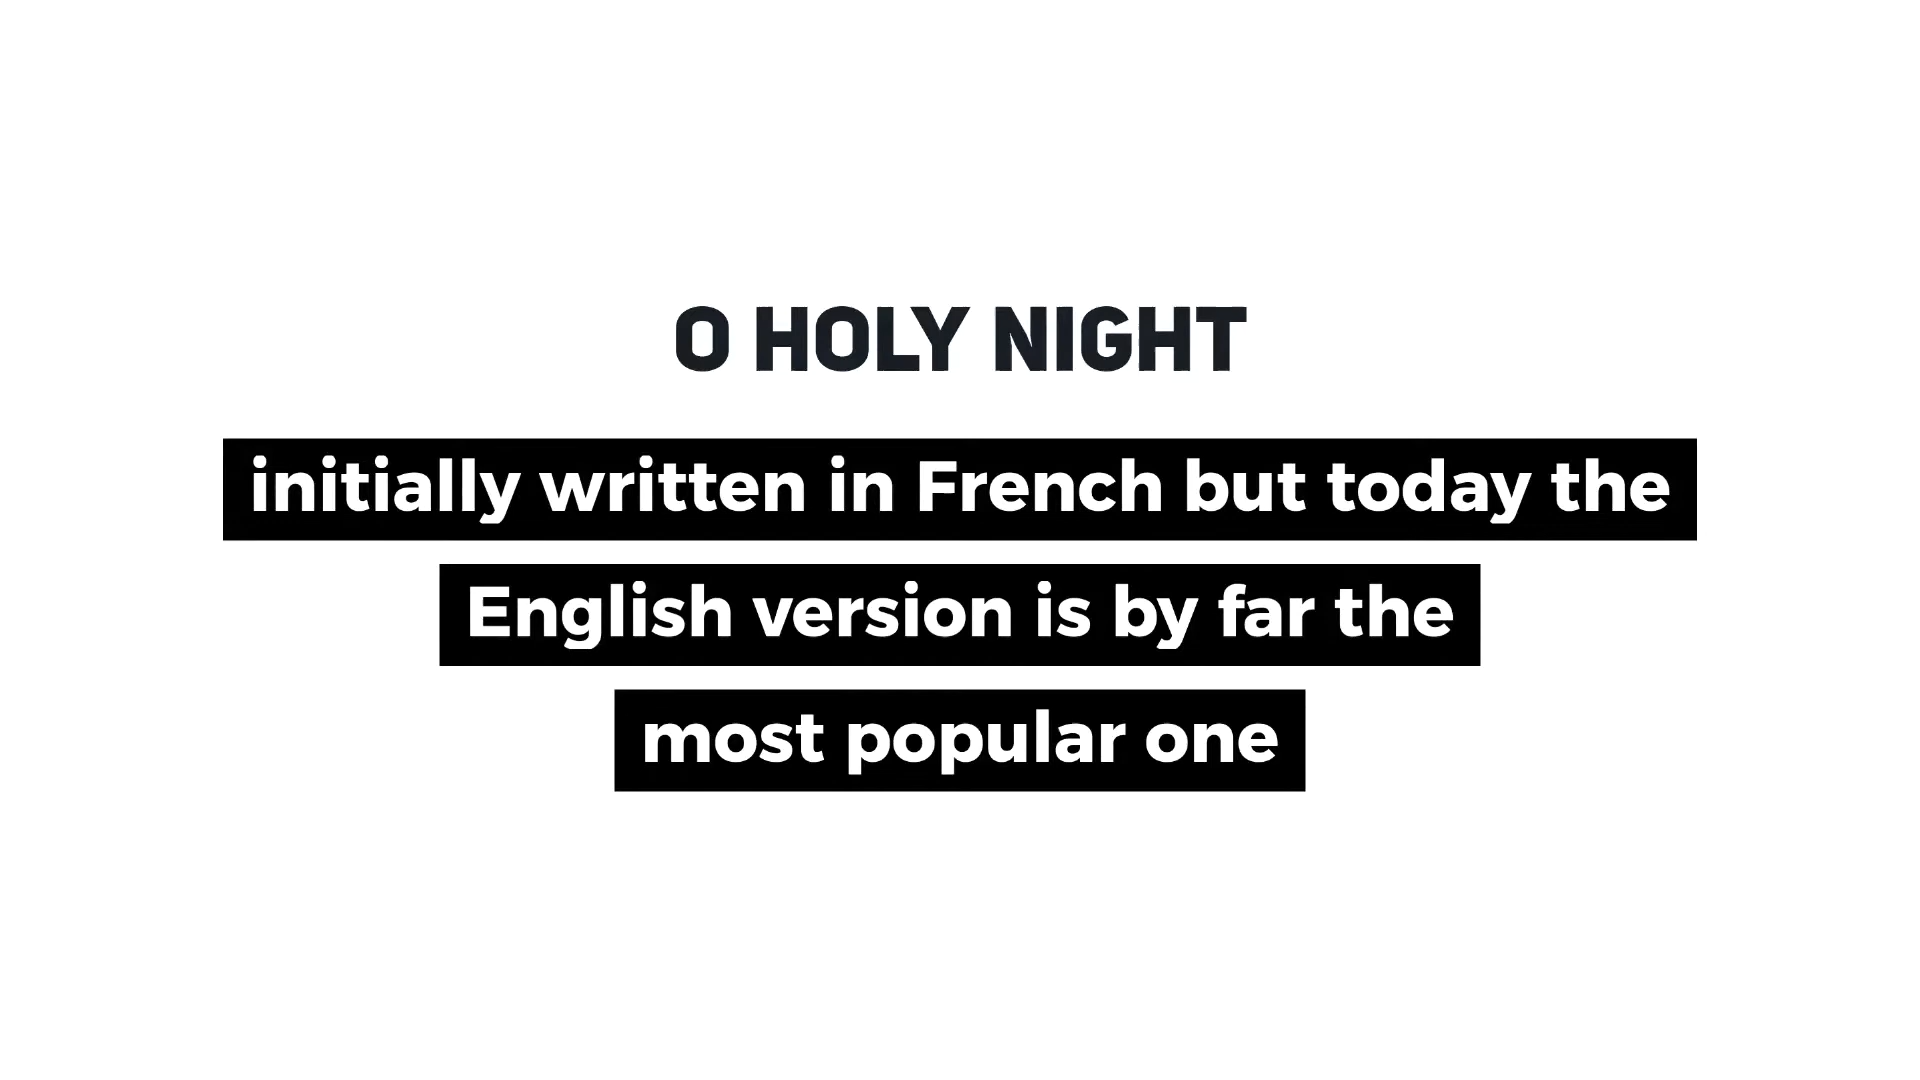 O HOLY NIGHT
initially written in French but today the
English version is by far the
most popular one